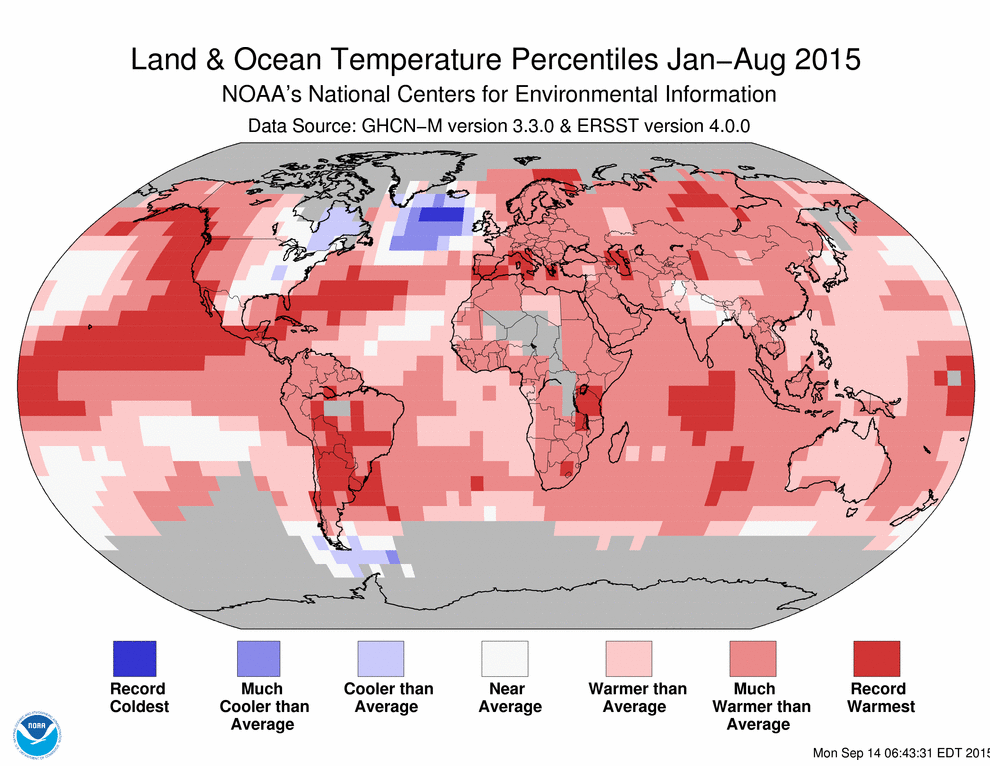 Land & Ocean Temperature Percentiles Jan–Aug 2015
NOAA's National Centers for Environmental Information
Data Source: GHCN–M version 3.3.0 & ERSST version 4.0.0
Record
Coldest
Much
Cooler than
Average
Cooler than
Average
Near
Average
Warmer than
Average
Much
Warmer than
Average
Record
Warmest
NOAA
Mon Sep 14 06:43:31 EDT 2015